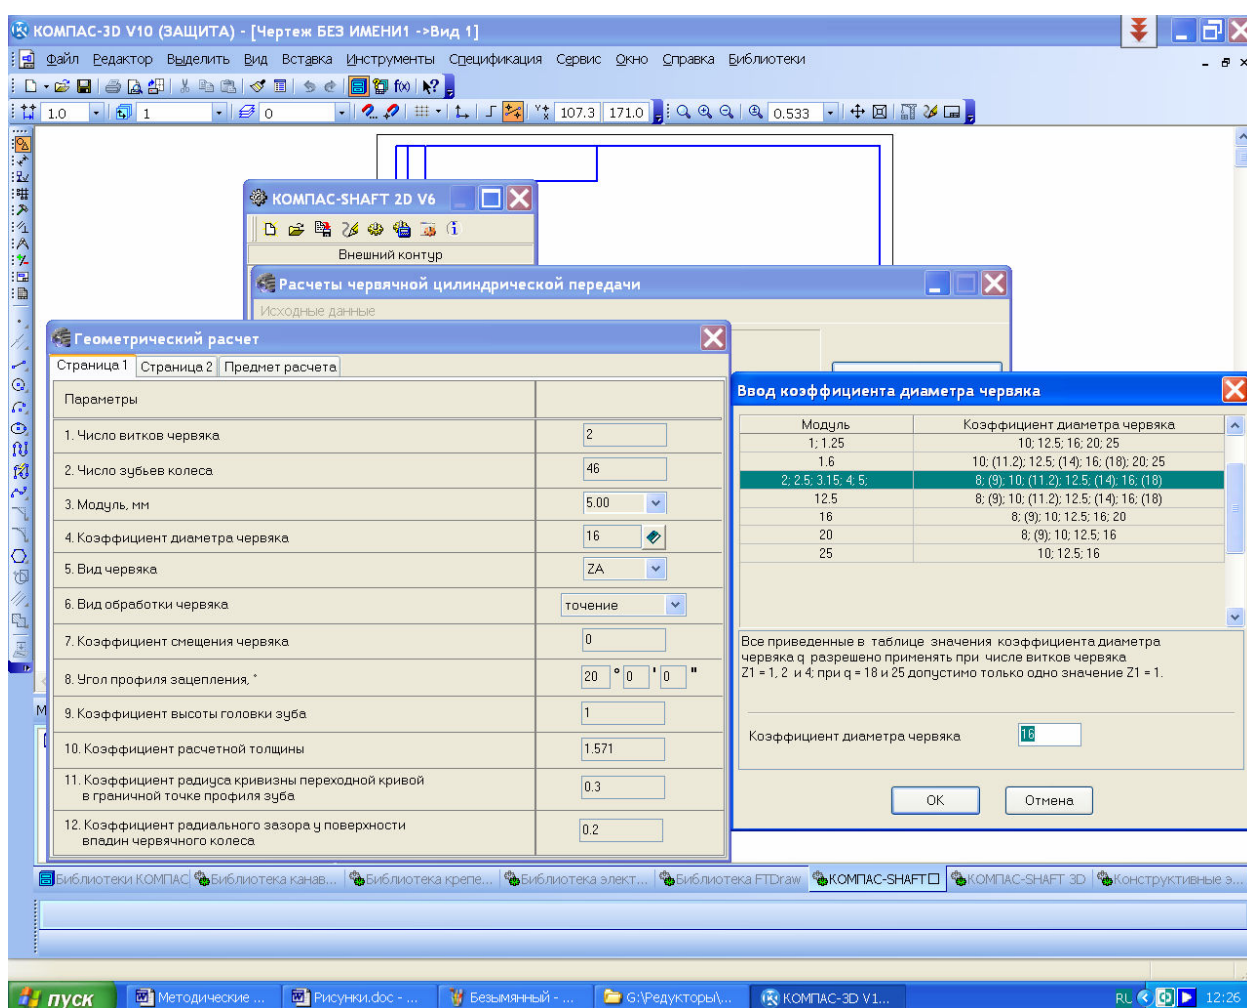 КОМПАС-3D V10 (ЗАЩИТА) - [Чертеж БЕЗ ИМЕНИ1 ->Вид 1]
Файл Редактор Выделить Вид Вставка Инструменты Спецификация Сервис Окно Справка Библиотеки
1.0 1 0 107.3 171.0 0.533
КОМПАС-SHAFT 2D V6
Внешний контур
Расчеты червячной цилиндрической передачи
Исходные данные
Геометрический расчет
Страница 1 Страница 2 Предмет расчета
Параметры
1. Число витков червяка 2
2. Число зубьев колеса 46
3. Модуль, мм 5.00
4. Коэффициент диаметра червяка 16
5. Вид червяка ZA
6. Вид обработки червяка точение
7. Коэффициент смещения червяка 0
8. Угол профиля зацепления, ° 20 ° 0 ' 0 "
9. Коэффициент высоты головки зуба 1
10. Коэффициент расчетной толщины 1.571
11. Коэффициент радиуса кривизны переходной кривой
в граничной точке профиля зуба 0.3
12. Коэффициент радиального зазора у поверхности
впадин червячного колеса 0.2
Ввод коэффициента диаметра червяка
Модуль Коэффициент диаметра червяка
1; 1.25 10; 12.5; 16; 20; 25
1.6 10; (11.2); 12.5; (14); 16; (18); 20; 25
2; 2.5; 3.15; 4; 5; 8; (9); 10; (11.2); 12.5; (14); 16; (18)
12.5 8; (9); 10; (11.2); 12.5; (14); 16; (18)
16 8; (9); 10; 12.5; 16; 20
20 8; (9); 10; 12.5; 16
25 10; 12.5; 16
Все приведенные в таблице значения коэффициента диаметра
червяка q разрешено применять при числе витков червяка
Z1 = 1, 2 и 4; при q = 18 и 25 допустимо только одно значение Z1 = 1.
Коэффициент диаметра червяка 16
OK Отмена
Библиотеки КОМПАС Библиотека канав... Библиотека крепе... Библиотека элект... Библиотека FTDraw КОМПАС-SHAFT КОМПАС-SHAFT 3D Конструктивные э...
пуск Методические ... Рисунки.doc - ... Безымянный - ... G:\Редукторы\... КОМПАС-3D V1... RU 12:26